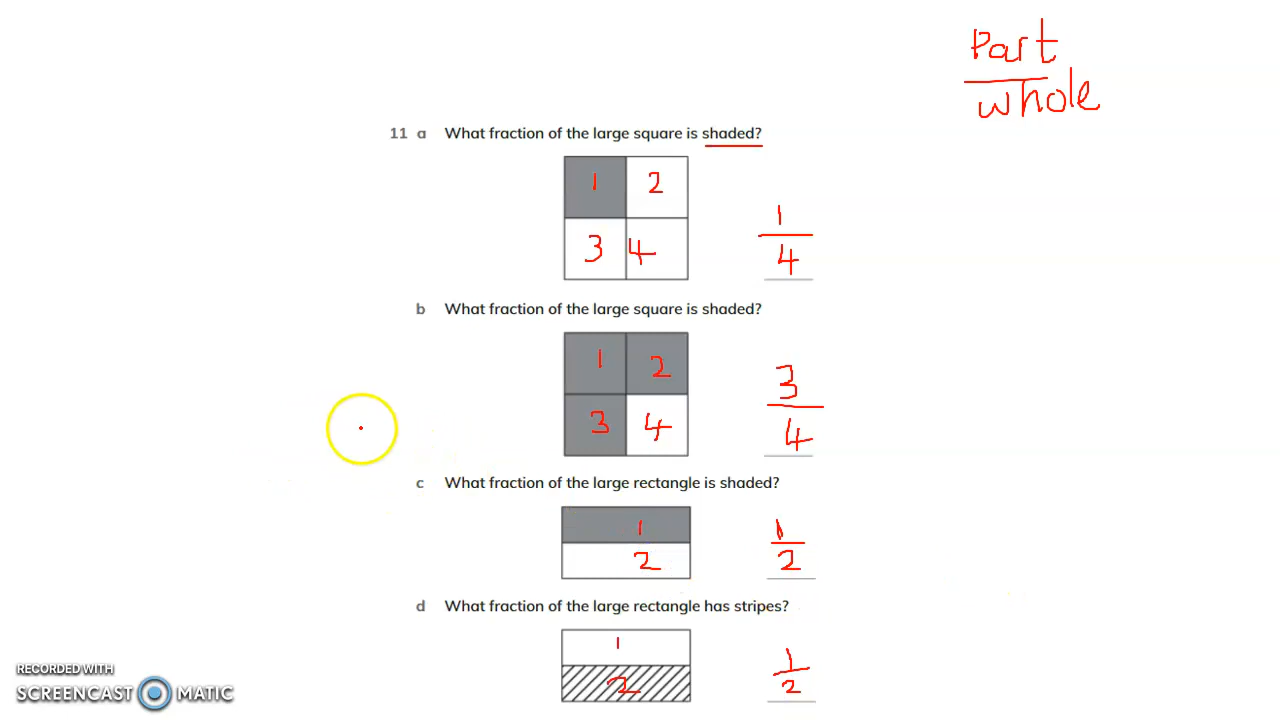 Part
whole
11 a What fraction of the large square is shaded?
1 2
3 4
1
4
b What fraction of the large square is shaded?
1 2
3 4
3
4
c What fraction of the large rectangle is shaded?
1
2
1
2
d What fraction of the large rectangle has stripes?
1
2
1
2
RECORDED WITH
SCREENCAST MATIC